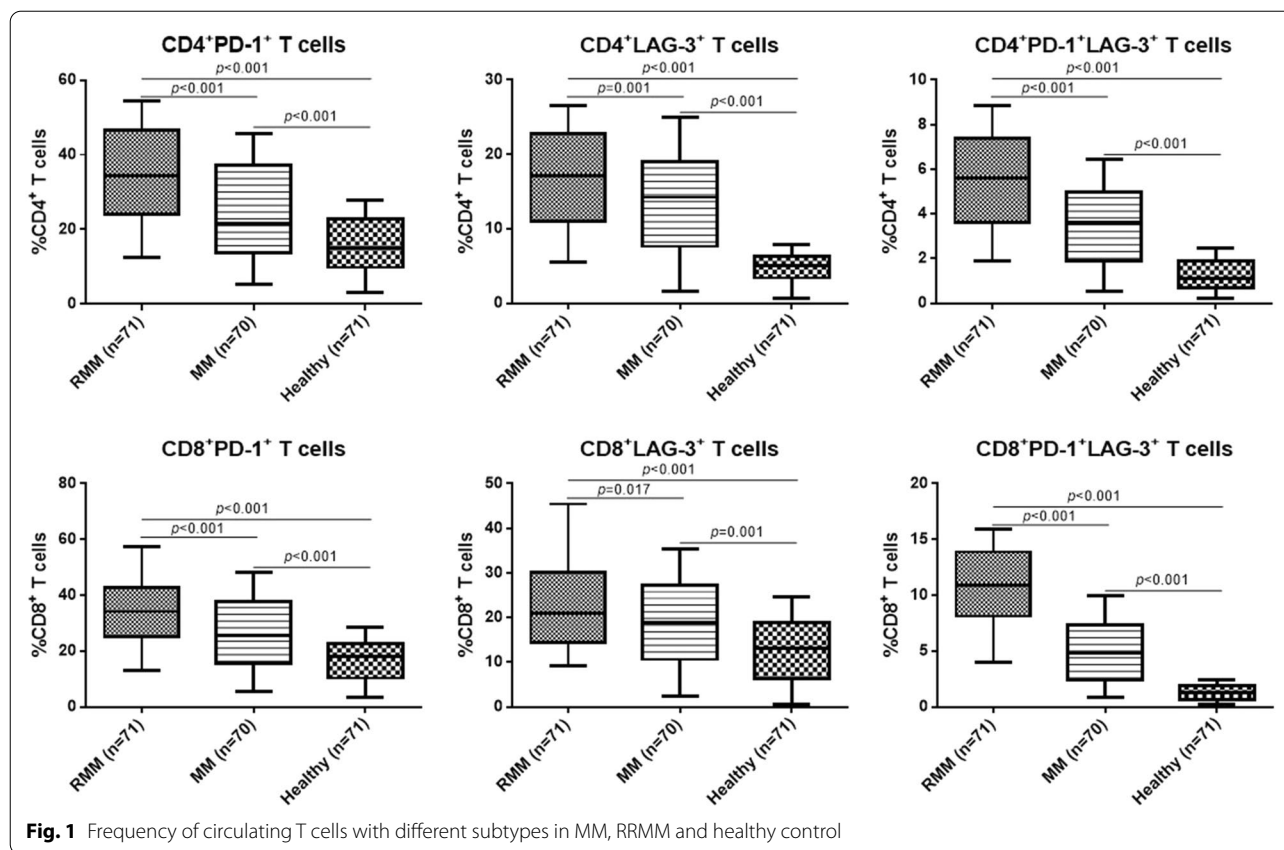 CD4⁺PD-1⁺ T cells
p<0.001
p<0.001
p<0.001
%CD4⁺ T cells
60
40
20
0
RMM (n=71)
MM (n=70)
Healthy (n=71)
CD4⁺LAG-3⁺ T cells
p<0.001
p=0.001
p<0.001
%CD4⁺ T cells
30
20
10
0
RMM (n=71)
MM (n=70)
Healthy (n=71)
CD4⁺PD-1⁺LAG-3⁺ T cells
p<0.001
p<0.001
p<0.001
%CD4⁺ T cells
10
8
6
4
2
0
RMM (n=71)
MM (n=70)
Healthy (n=71)
CD8⁺PD-1⁺ T cells
p<0.001
p<0.001
p<0.001
%CD8⁺ T cells
80
60
40
20
0
RMM (n=71)
MM (n=70)
Healthy (n=71)
CD8⁺LAG-3⁺ T cells
p<0.001
p=0.017
p=0.001
%CD8⁺ T cells
50
40
30
20
10
0
RMM (n=71)
MM (n=70)
Healthy (n=71)
CD8⁺PD-1⁺LAG-3⁺ T cells
p<0.001
p<0.001
p<0.001
%CD8⁺ T cells
20
15
10
5
0
RMM (n=71)
MM (n=70)
Healthy (n=71)
Fig. 1 Frequency of circulating T cells with different subtypes in MM, RRMM and healthy control